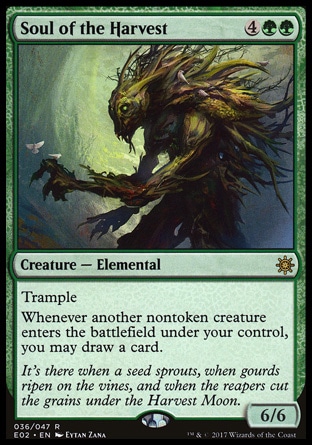 Soul of the Harvest 4
Creature — Elemental
Trample
Whenever another nontoken creature
enters the battlefield under your control,
you may draw a card.
It's there when a seed sprouts, when gourds
ripen on the vines, and when the reapers cut
the grains under the Harvest Moon.
6/6
036/047 R
E02 • EN Eytan Zana ™ & © 2017 Wizards of the Coast